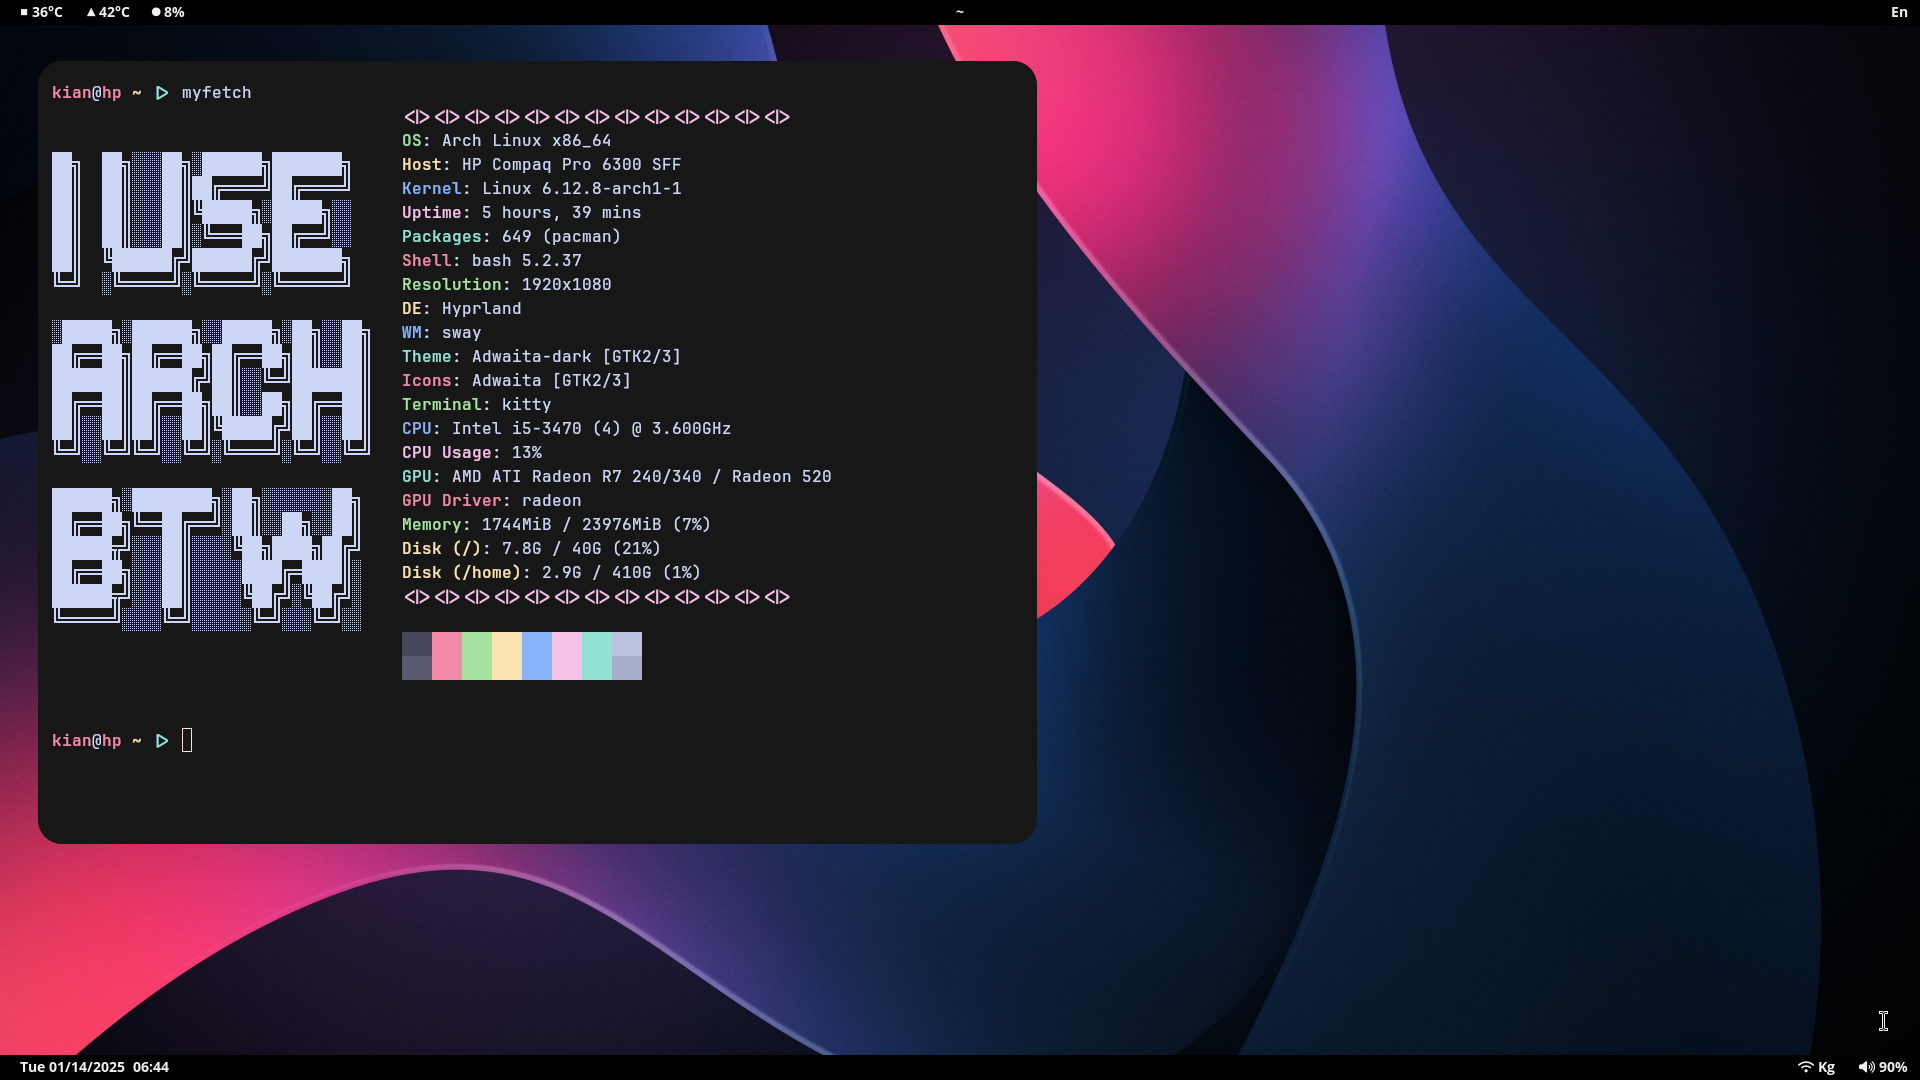 36°C 42°C 8%
~
En
kian@hp ~ ▷ myfetch
I USE
ARCH
BTW
<|> <|> <|> <|> <|> <|> <|> <|> <|> <|> <|> <|> <|>
OS: Arch Linux x86_64
Host: HP Compaq Pro 6300 SFF
Kernel: Linux 6.12.8-arch1-1
Uptime: 5 hours, 39 mins
Packages: 649 (pacman)
Shell: bash 5.2.37
Resolution: 1920x1080
DE: Hyprland
WM: sway
Theme: Adwaita-dark [GTK2/3]
Icons: Adwaita [GTK2/3]
Terminal: kitty
CPU: Intel i5-3470 (4) @ 3.600GHz
CPU Usage: 13%
GPU: AMD ATI Radeon R7 240/340 / Radeon 520
GPU Driver: radeon
Memory: 1744MiB / 23976MiB (7%)
Disk (/): 7.8G / 40G (21%)
Disk (/home): 2.9G / 410G (1%)
<|> <|> <|> <|> <|> <|> <|> <|> <|> <|> <|> <|> <|>
kian@hp ~ ▷
Tue 01/14/2025 06:44
Kg 90%